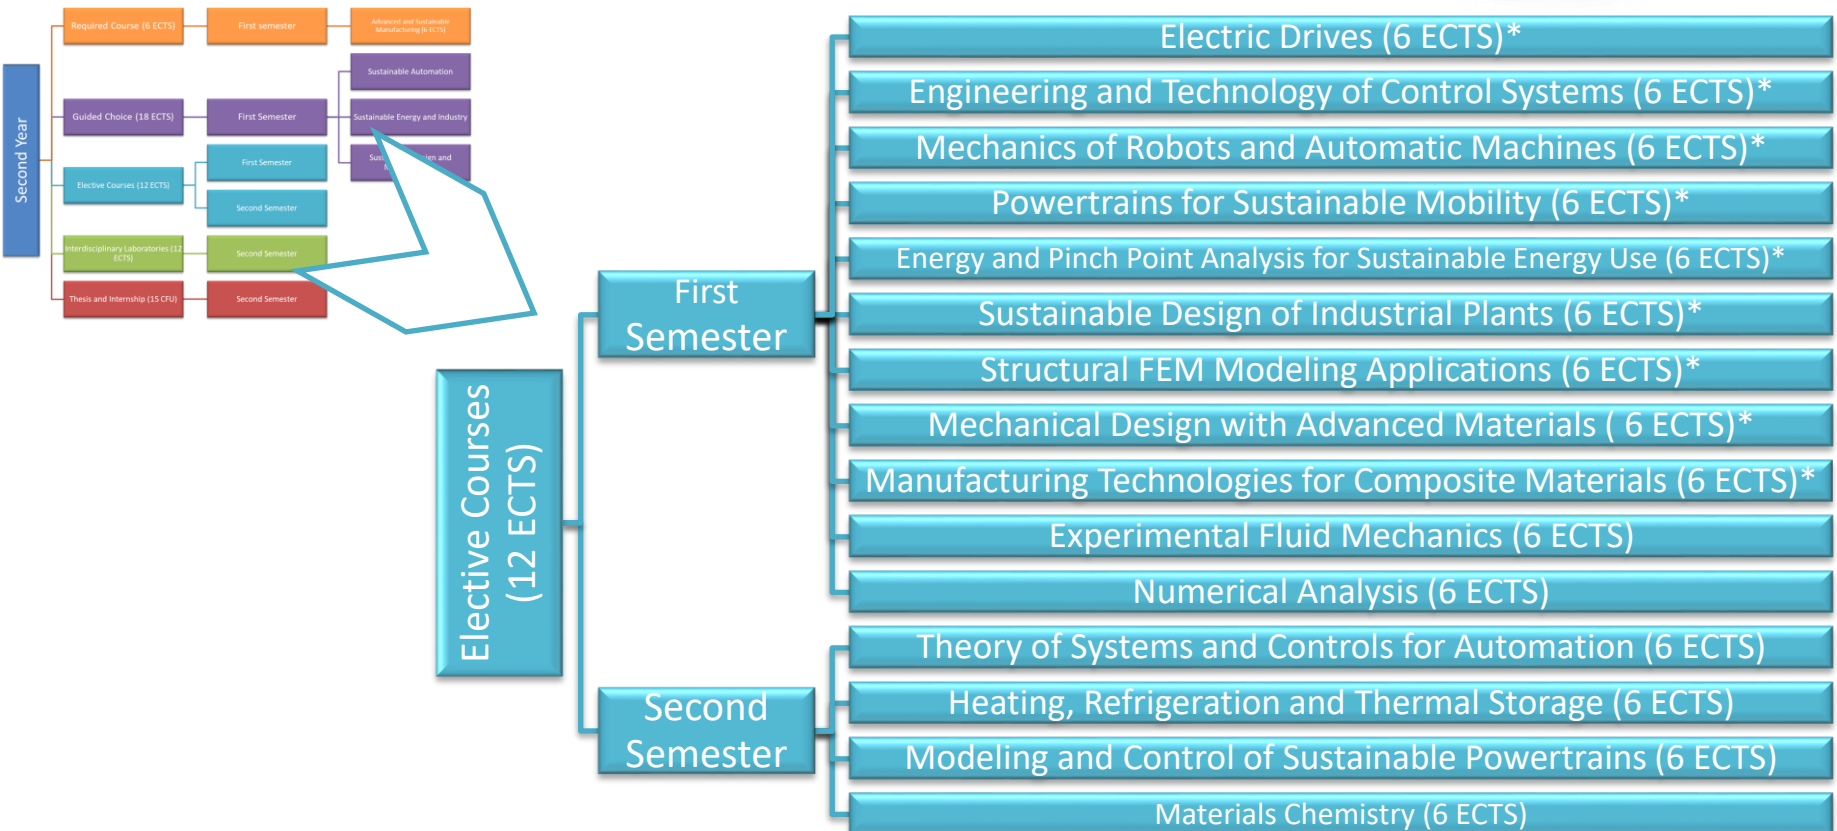 Second Year
Required Course (6 ECTS)
First semester
Advanced and Sustainable
Manufacturing (6 ECTS)
Guided Choice (18 ECTS)
First Semester
Sustainable Automation
Sustainable Energy and Industry
Elective Courses (12 ECTS)
First Semester
Second Semester
Interdisciplinary Laboratories (12
ECTS)
Second Semester
Thesis and Internship (15 CFU)
Second Semester
Elective Courses
(12 ECTS)
First
Semester
Electric Drives (6 ECTS)*
Engineering and Technology of Control Systems (6 ECTS)*
Mechanics of Robots and Automatic Machines (6 ECTS)*
Powertrains for Sustainable Mobility (6 ECTS)*
Energy and Pinch Point Analysis for Sustainable Energy Use (6 ECTS)*
Sustainable Design of Industrial Plants (6 ECTS)*
Structural FEM Modeling Applications (6 ECTS)*
Mechanical Design with Advanced Materials ( 6 ECTS)*
Manufacturing Technologies for Composite Materials (6 ECTS)*
Experimental Fluid Mechanics (6 ECTS)
Numerical Analysis (6 ECTS)
Second
Semester
Theory of Systems and Controls for Automation (6 ECTS)
Heating, Refrigeration and Thermal Storage (6 ECTS)
Modeling and Control of Sustainable Powertrains (6 ECTS)
Materials Chemistry (6 ECTS)